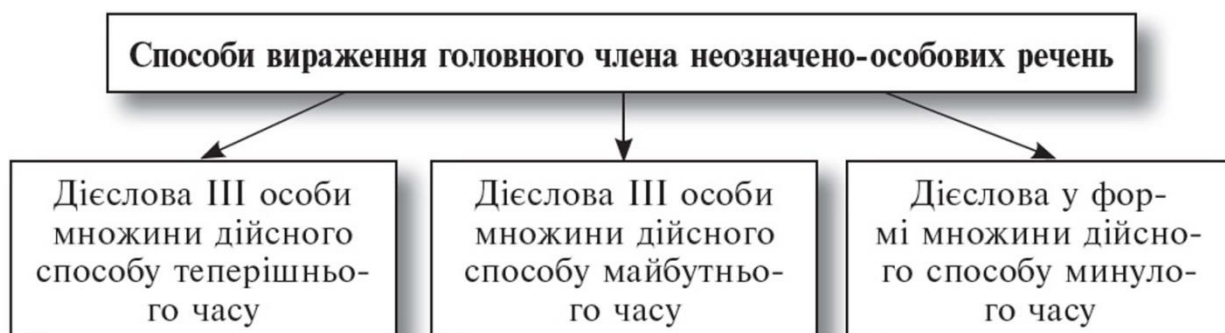 Способи вираження головного члена неозначено-особових речень
Дієслова III особи
множини дійсного
способу теперішньо-
го часу
Дієслова III особи
множини дійсного
способу майбутньо-
го часу
Дієслова у фор-
мі множини дійсно-
го способу минуло-
го часу